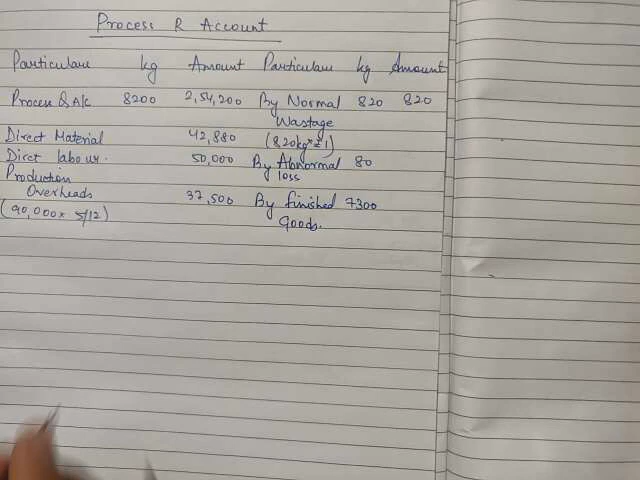 Process R Account
Particulars kg Amount Particulars kg Amount
Process Q A/c 8200 2,54,200 By Normal 820 820
Wastage
Direct Material 42,880 (820kg*₹1)
Dirct labour. 50,000 By Abnormal 80
Production loss
Overheads 37,500 By finished 7300
(90,000x 5/12) goods.